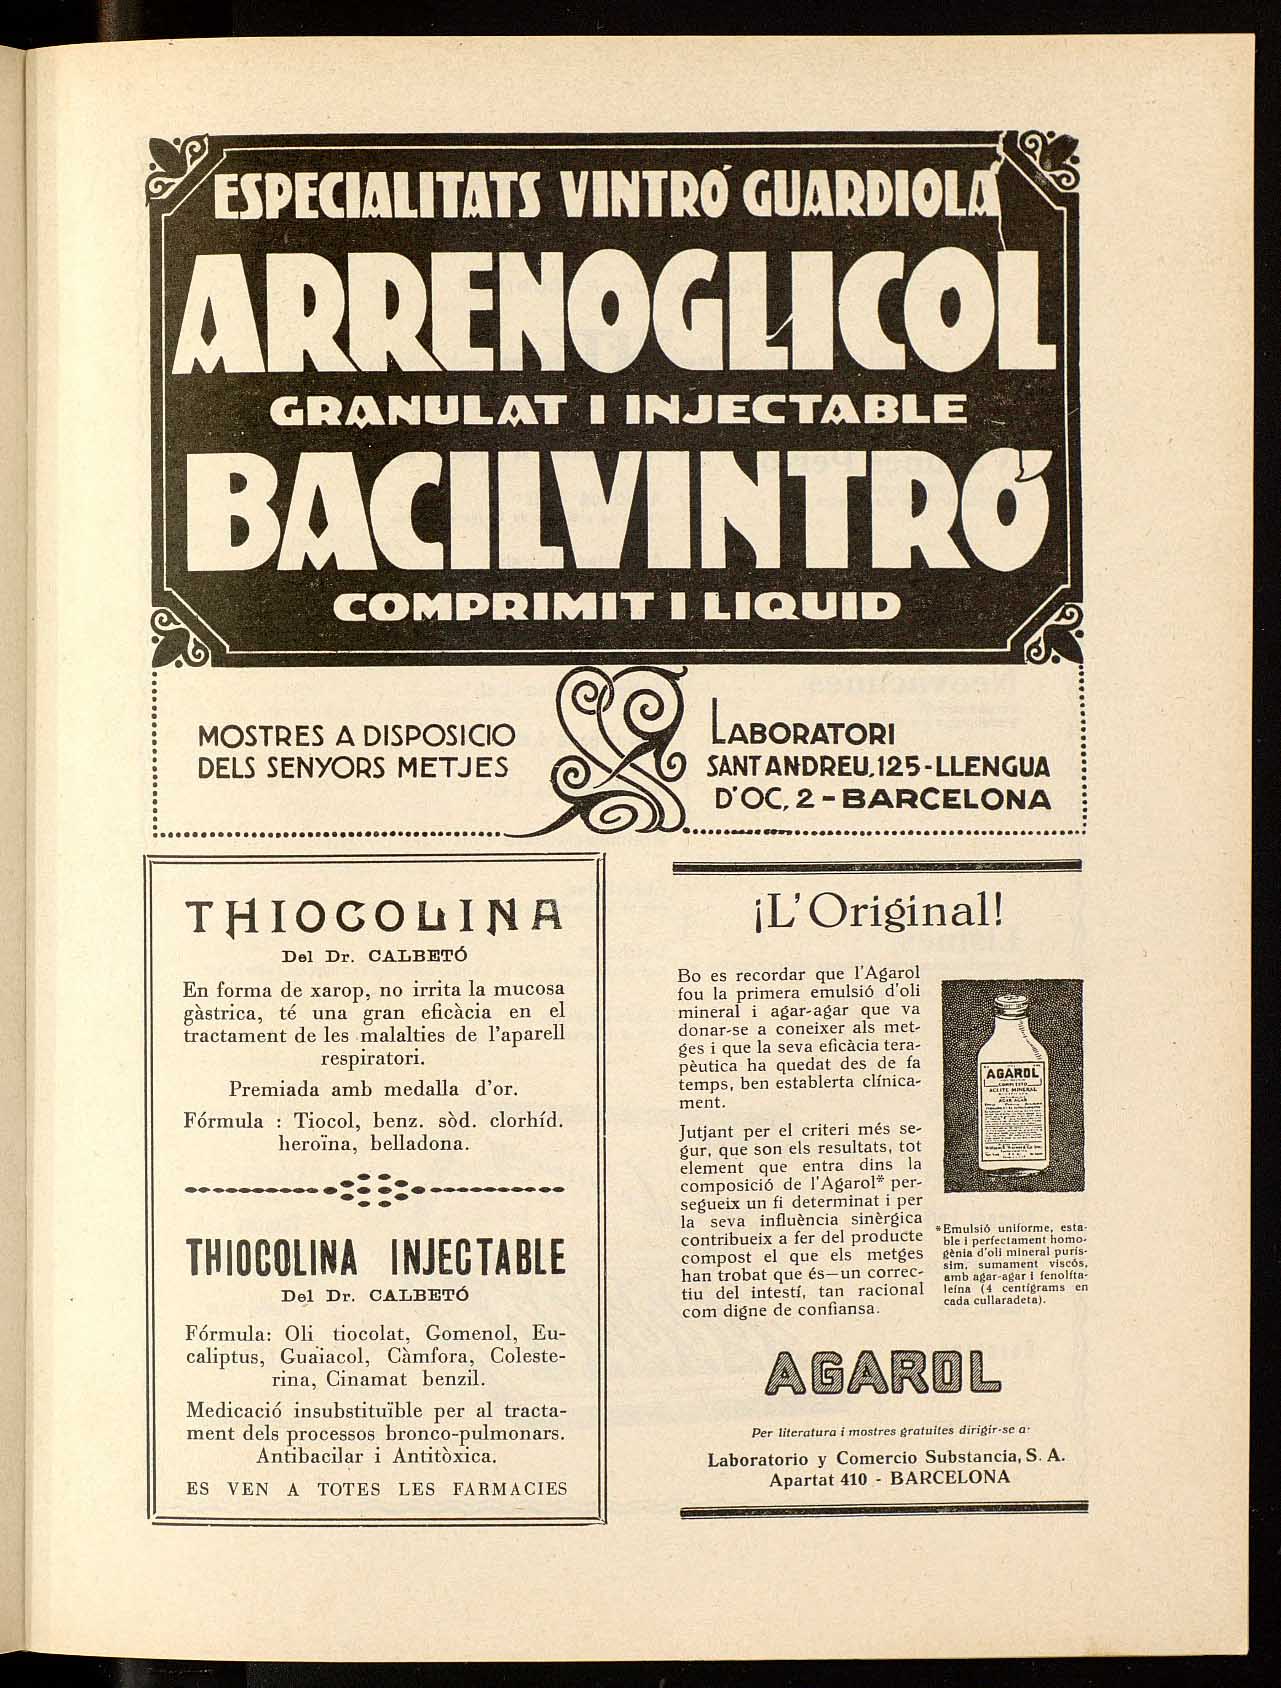 ESPECIALITATS VINTRÓ GUARDIOLA
ARRENOGLICOL
GRANULAT I INJECTABLE
BACILVINTRÓ
COMPRIMIT I LIQUID
MOSTRES A DISPOSICIO
DELS SENYORS METJES
LABORATORI
SANT ANDREU, 125 - LLENGUA
D'OC, 2 - BARCELONA
THIOCOLINA
Del Dr. CALBETÓ
En forma de xarop, no irrita la mucosa
gàstrica, té una gran eficàcia en el
tractament de les malalties de l'aparell
respiratori.
Premiada amb medalla d'or.
Fórmula : Tiocol, benz. sòd. clorhíd.
heroïna, belladona.
THIOCOLINA INJECTABLE
Del Dr. CALBETÓ
Fórmula: Oli tiocolat, Gomenol, Eu-
caliptus, Guaiacol, Càmfora, Coleste-
rina, Cinamat benzil.
Medicació insubstituïble per al tracta-
ment dels processos bronco-pulmonars.
Antibacilar i Antitòxica.
ES VEN A TOTES LES FARMACIES
¡L'Original!
Bo es recordar que l'Agarol
fou la primera emulsió d'oli
mineral i agar-agar que va
donar-se a coneixer als met-
ges i que la seva eficàcia tera-
pèutica ha quedat des de fa
temps, ben establerta clínica-
ment.
Jutjant per el criteri més se-
gur, que son els resultats, tot
element que entra dins la
composició de l'Agarol* per-
segueix un fi determinat i per
la seva influència sinèrgica
contribueix a fer del producte
compost el que els metges
han trobat que és—un correc-
tiu del intestí, tan racional
com digne de confiansa.
AGAROL
COMPUESTO
ACEITE MINERAL
AGAR AGAR
*Emulsió uniforme, esta-
ble i perfectament homo-
gènia d'oli mineral purís-
sim, sumament viscós,
amb agar-agar i fenolfta-
leína (4 centígrams en
cada cullaradeta).
AGAROL
Per literatura i mostres gratuites dirigir-se a·
Laboratorio y Comercio Substancia, S. A.
Apartat 410 - BARCELONA